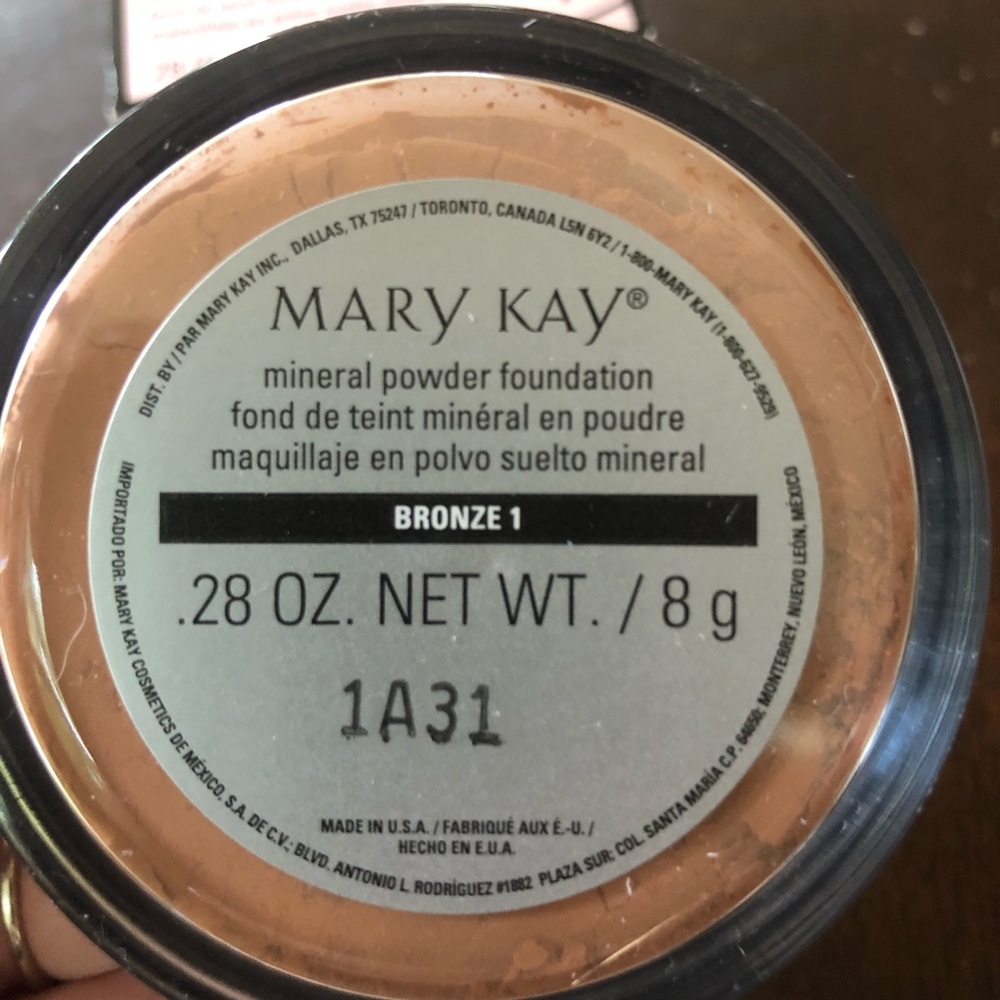 DIST. BY / PAR MARY KAY INC., DALLAS, TX 75247 / TORONTO, CANADA L5N 6Y2 / 1-800-MARY KAY (1-800-627-9529)
MARY KAY®
mineral powder foundation
fond de teint minéral en poudre
maquillaje en polvo suelto mineral
BRONZE 1
.28 OZ. NET WT. / 8 g
1A31
MADE IN U.S.A. / FABRIQUÉ AUX É.-U. /
HECHO EN E.U.A.
IMPORTADO POR: MARY KAY COSMETICS DE MÉXICO, S.A. DE C.V.; BLVD. ANTONIO L. RODRÍGUEZ #1882 PLAZA SUR; COL. SANTA MARÍA C.P. 64650; MONTERREY, NUEVO LEÓN, MÉXICO